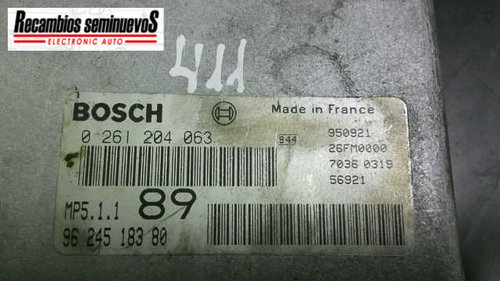 Recambios seminuevoS
ELECTRÓNIC AUTO
411
BOSCH
Made in France
0 261 204 063
944
950921
26FM0000
7036 0319
56921
MP5.1.1
89
96 245 183 80